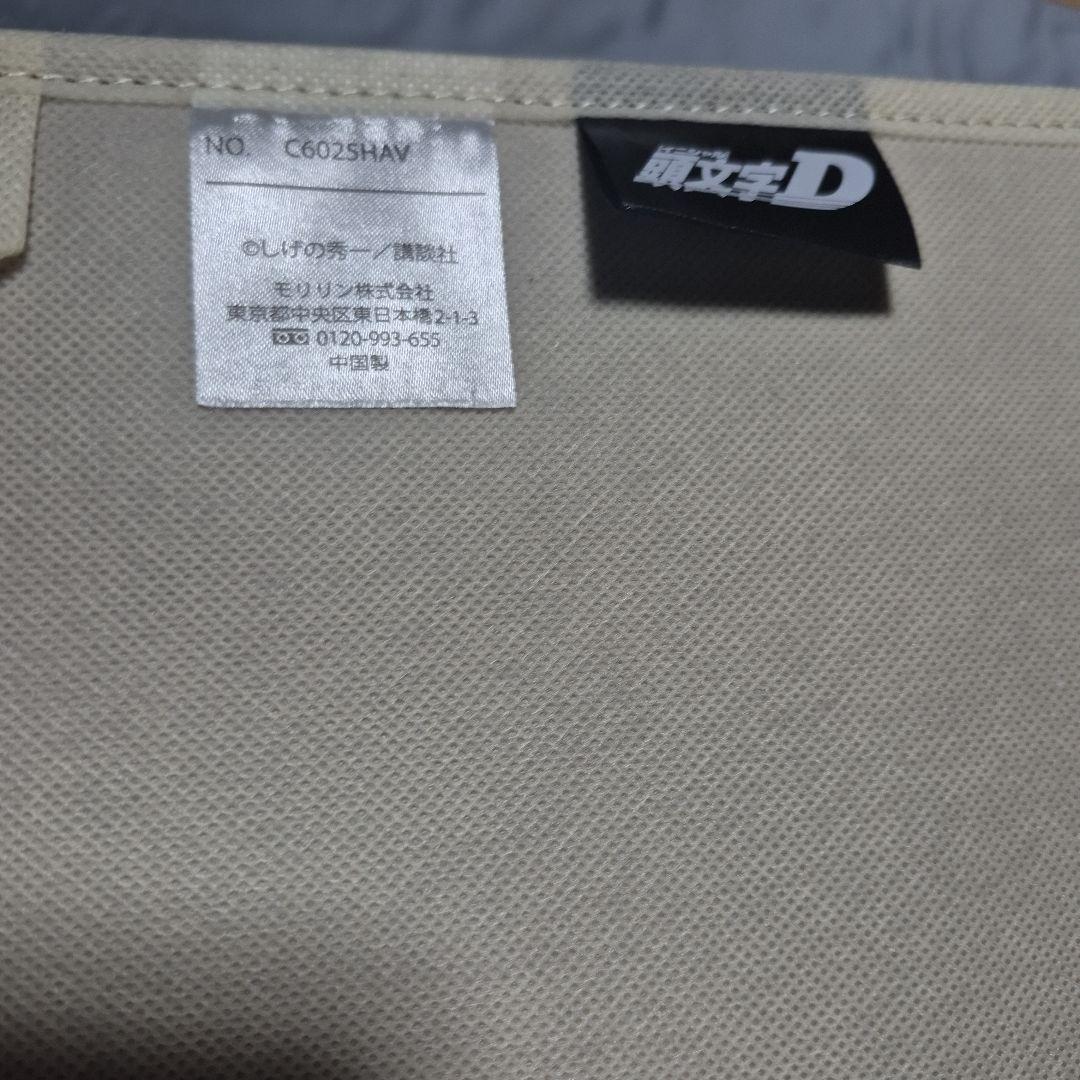 NO. C602SHAV
©しげの秀一／講談社
モリリン株式会社
東京都中央区東日本橋2-1-3
0120-993-655
中国製
頭文字D